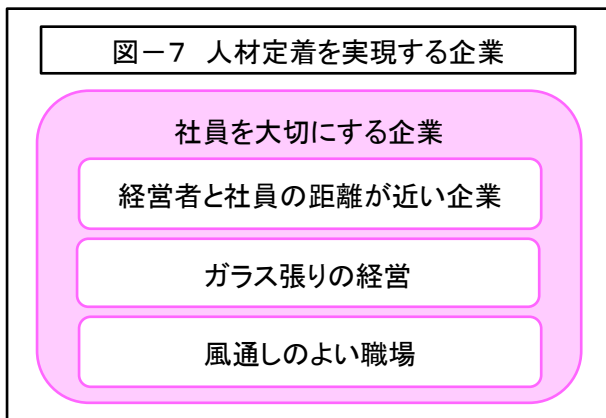 図－７ 人材定着を実現する企業
社員を大切にする企業
経営者と社員の距離が近い企業
ガラス張りの経営
風通しのよい職場